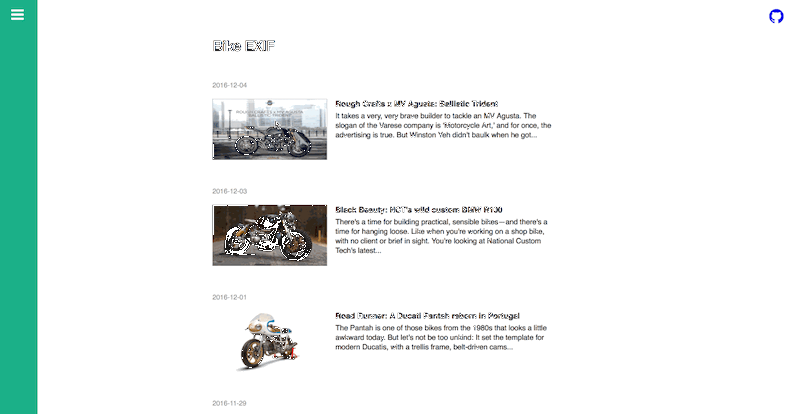 Bike EXIF
2016-12-04
Rough Crafts x MV Agusta: Ballistic Trident
It takes a very, very brave builder to tackle an MV Agusta. The
slogan of the Varese company is 'Motorcycle Art,' and for once, the
advertising is true. But Winston Yeh didn't baulk when he got...
2016-12-03
Black Beauty: NCT's wild custom BMW R100
There's a time for building practical, sensible bikes—and there's a
time for hanging loose. Like when you're working on a shop bike,
with no client or brief in sight. You're looking at National Custom
Tech's latest...
2016-12-01
Road Runner: A Ducati Pantah reborn in Portugal
The Pantah is one of those bikes from the 1980s that looks a little
awkward today. But let's not be too unkind: It set the template for
modern Ducatis, with a trellis frame, belt-driven cams...
2016-11-29